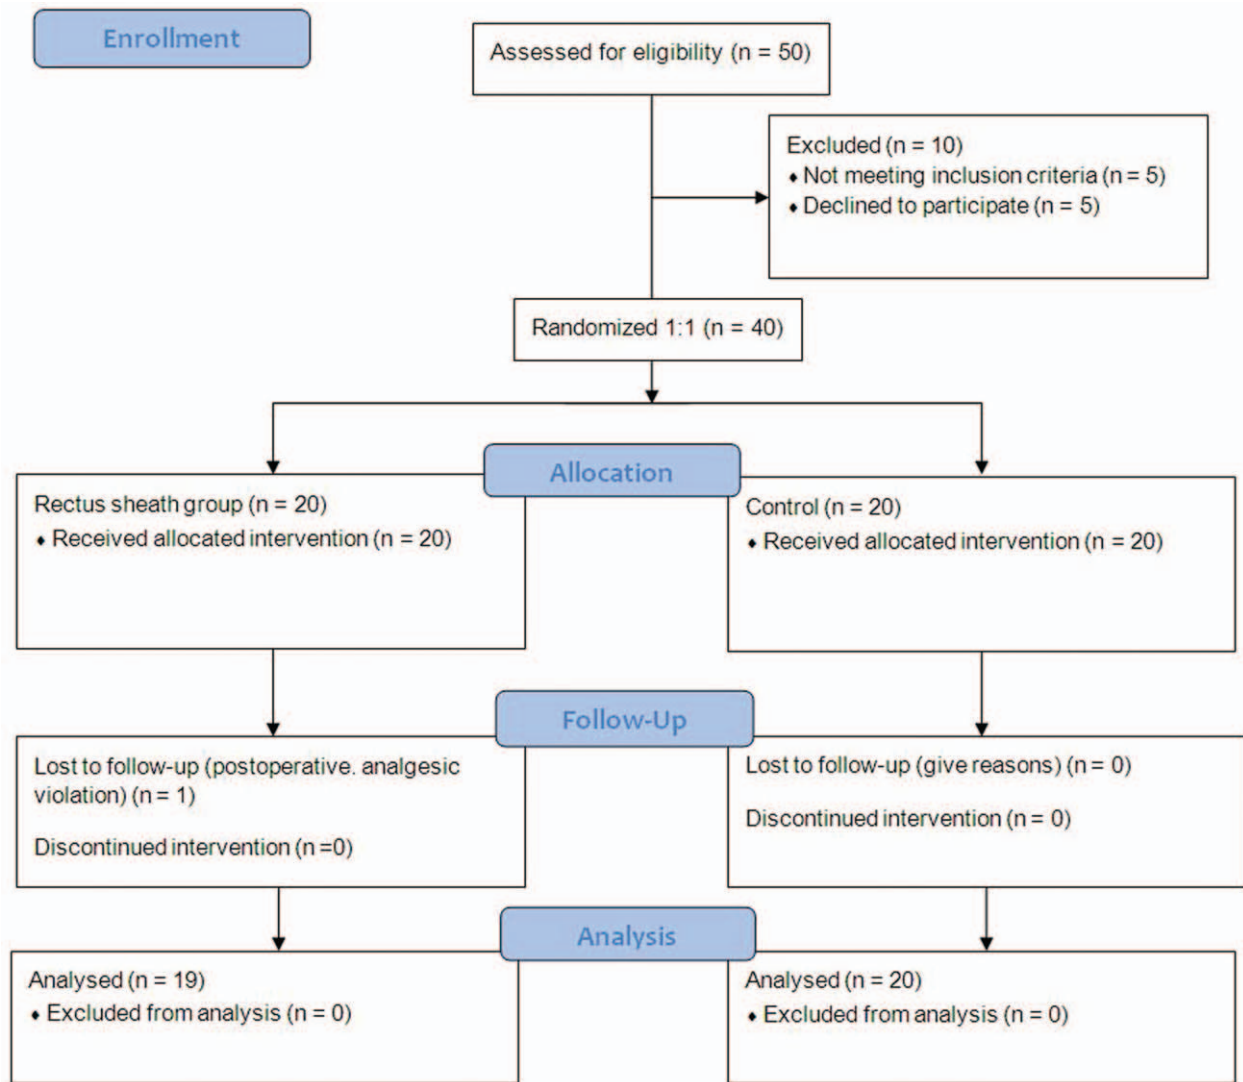 Enrollment
Assessed for eligibility (n = 50)
Excluded (n = 10)
♦ Not meeting inclusion criteria (n = 5)
♦ Declined to participate (n = 5)
Randomized 1:1 (n = 40)
Allocation
Rectus sheath group (n = 20)
♦ Received allocated intervention (n = 20)
Control (n = 20)
♦ Received allocated intervention (n = 20)
Follow-Up
Lost to follow-up (postoperative. analgesic
violation) (n = 1)
Discontinued intervention (n =0)
Lost to follow-up (give reasons) (n = 0)
Discontinued intervention (n = 0)
Analysis
Analysed (n = 19)
♦ Excluded from analysis (n = 0)
Analysed (n = 20)
♦ Excluded from analysis (n = 0)